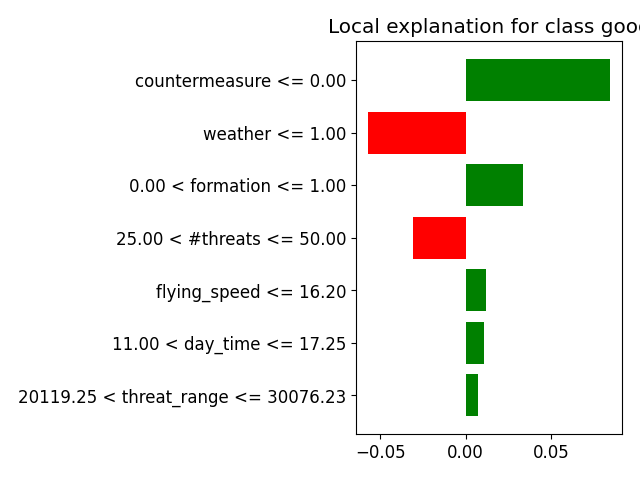 Local explanation for class goo
countermeasure <= 0.00
weather <= 1.00
0.00 < formation <= 1.00
25.00 < #threats <= 50.00
flying_speed <= 16.20
11.00 < day_time <= 17.25
20119.25 < threat_range <= 30076.23
−0.05 0.00 0.05